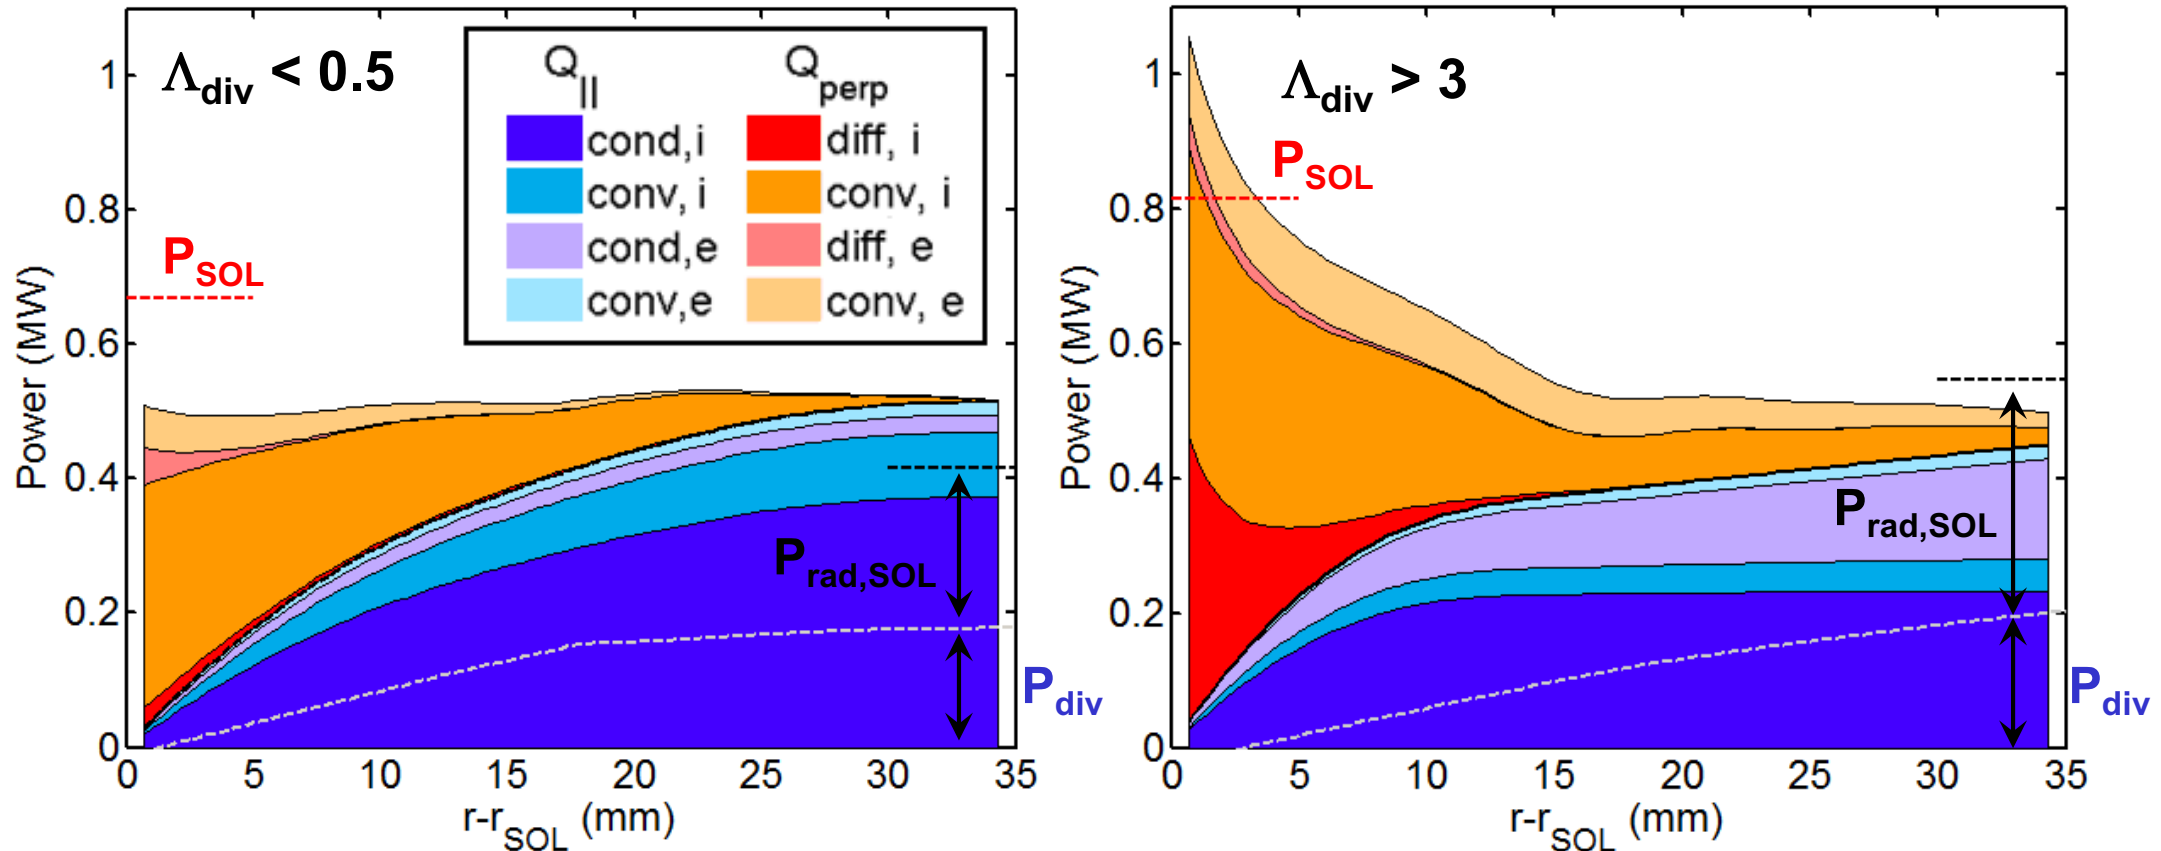 Λdiv < 0.5
Q|| Qperp
cond,i diff, i
conv, i conv, i
cond,e diff, e
conv,e conv, e
PSOL
Prad,SOL
Pdiv
Power (MW)
1
0.8
0.6
0.4
0.2
0
0 5 10 15 20 25 30 35
r-rSOL (mm)
Λdiv > 3
PSOL
Prad,SOL
Pdiv
Power (MW)
1
0.8
0.6
0.4
0.2
0
0 5 10 15 20 25 30 35
r-rSOL (mm)